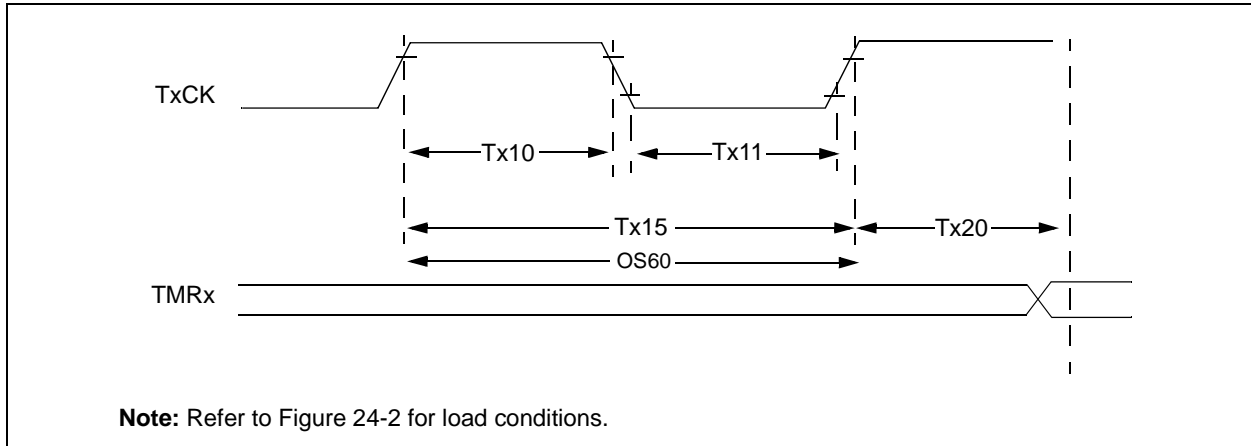 TxCK
Tx10
Tx11
Tx15
Tx20
OS60
TMRx
Note: Refer to Figure 24-2 for load conditions.